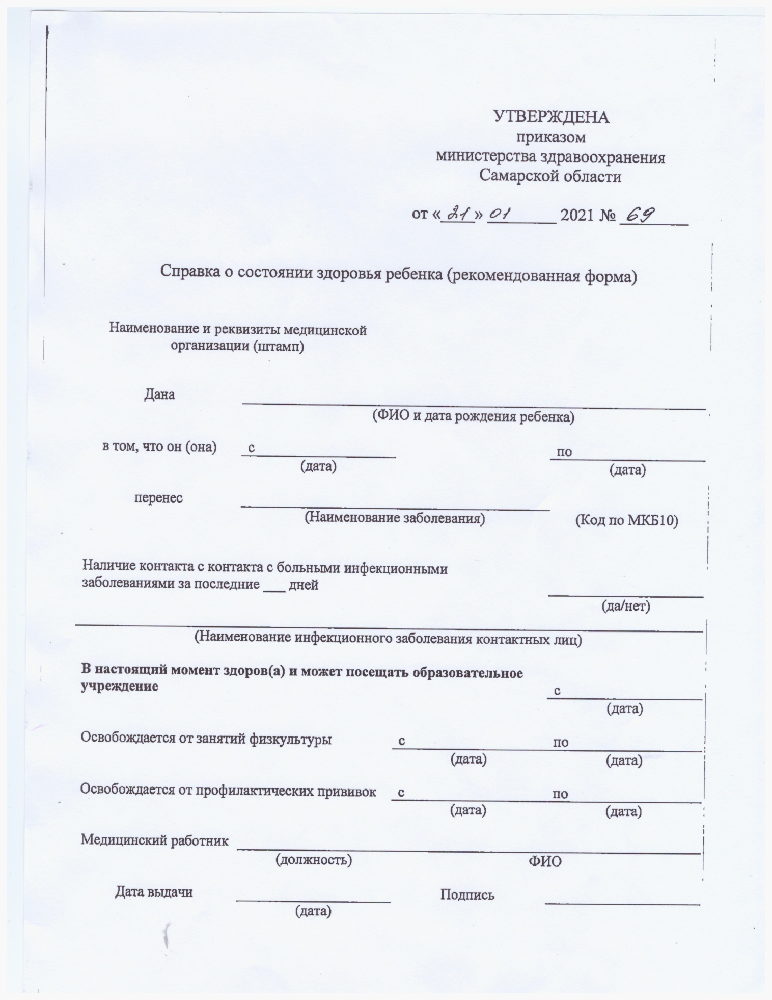 УТВЕРЖДЕНА
приказом
министерства здравоохранения
Самарской области
от « 21 » 01 2021 № 69
Справка о состоянии здоровья ребенка (рекомендованная форма)
Наименование и реквизиты медицинской
организации (штамп)
Дана
(ФИО и дата рождения ребенка)
в том, что он (она) с по
(дата) (дата)
перенес
(Наименование заболевания) (Код по МКБ10)
Наличие контакта с контакта с больными инфекционными
заболеваниями за последние ___ дней
(да/нет)
(Наименование инфекционного заболевания контактных лиц)
В настоящий момент здоров(а) и может посещать образовательное
учреждение с
(дата)
Освобождается от занятий физкультуры с по
(дата) (дата)
Освобождается от профилактических прививок с по
(дата) (дата)
Медицинский работник
(должность) ФИО
Дата выдачи Подпись
(дата)